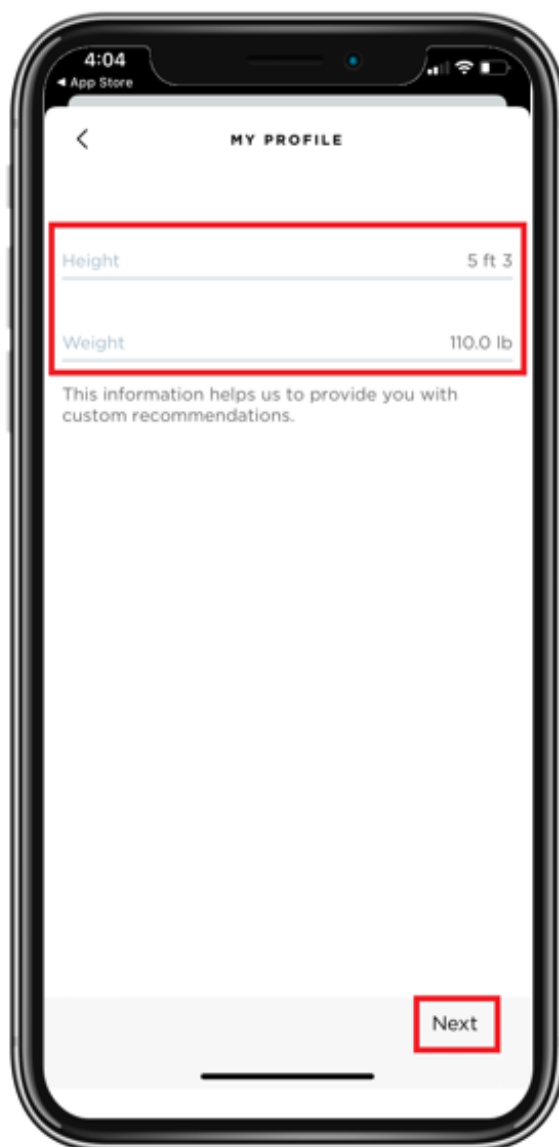 4:04
◀ App Store
MY PROFILE
Height 5 ft 3
Weight 110.0 lb
This information helps us to provide you with
custom recommendations.
Next